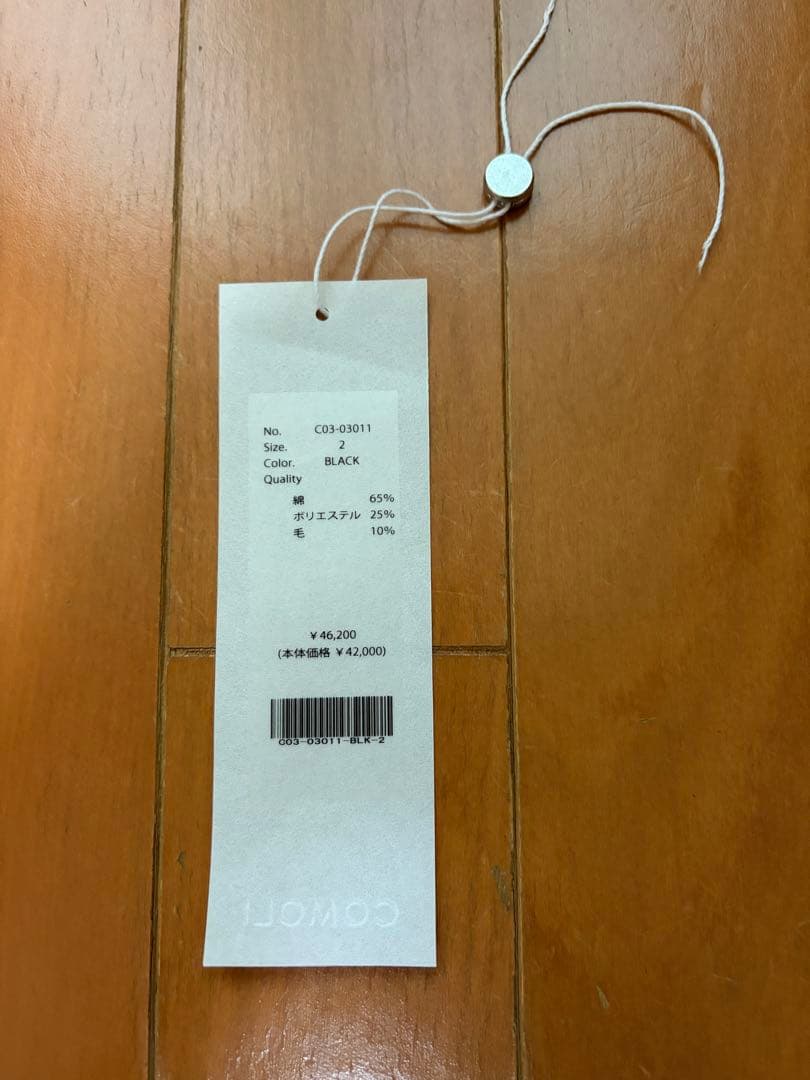 No. C03-03011
Size. 2
Color. BLACK
Quality
綿 65%
ポリエステル 25%
毛 10%
¥46,200
(本体価格 ¥42,000)
C03-03011-BLK-2
COMOLI